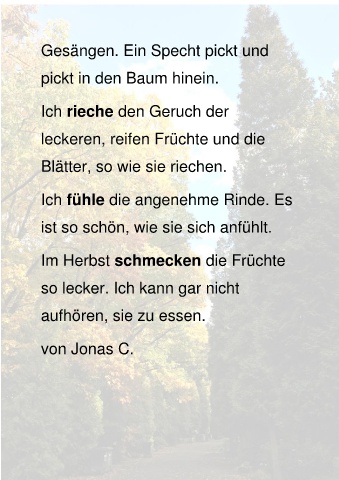 Gesängen. Ein Specht pickt und
pickt in den Baum hinein.
Ich rieche den Geruch der
leckeren, reifen Früchte und die
Blätter, so wie sie riechen.
Ich fühle die angenehme Rinde. Es
ist so schön, wie sie sich anfühlt.
Im Herbst schmecken die Früchte
so lecker. Ich kann gar nicht
aufhören, sie zu essen.
von Jonas C.